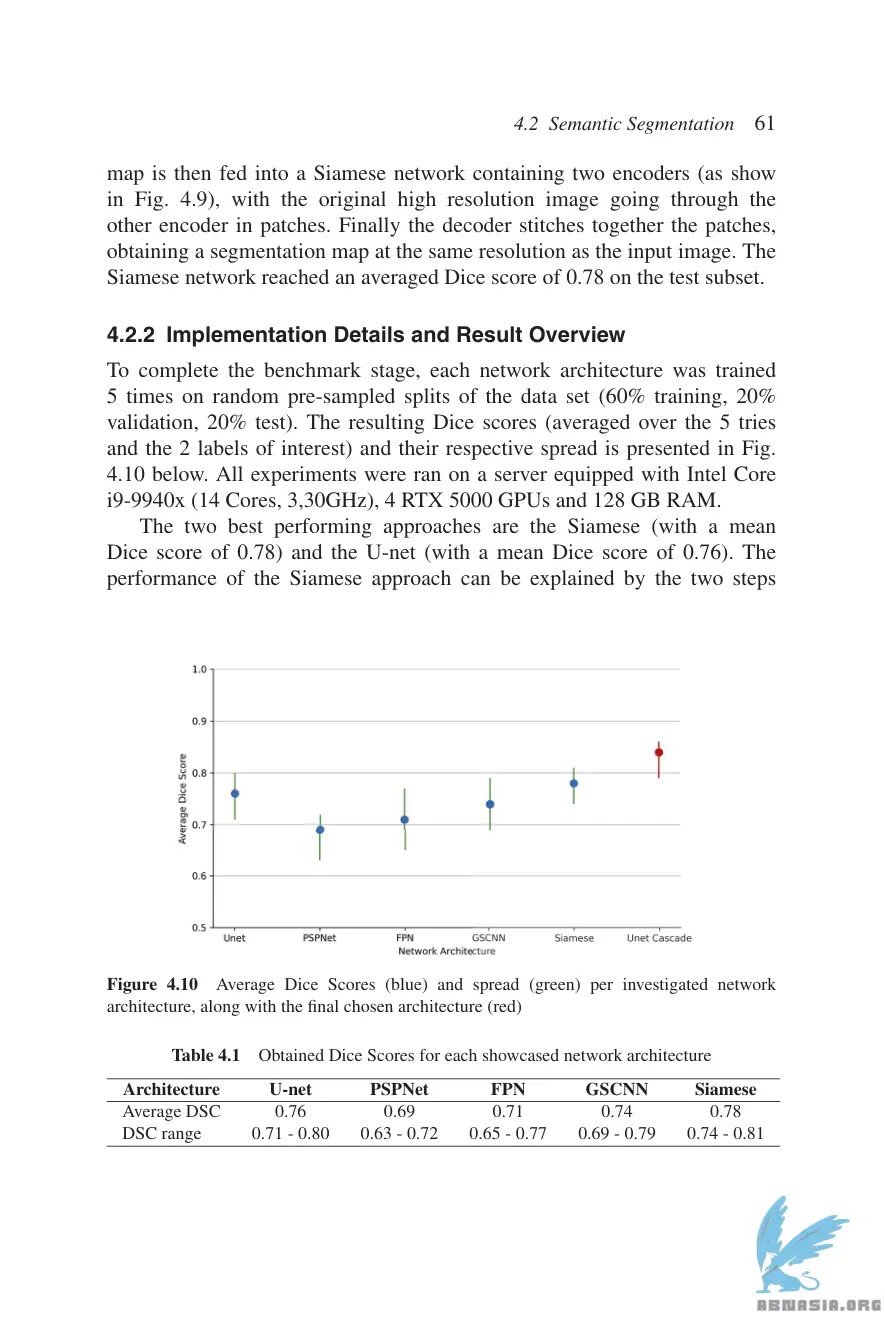 4.2 Semantic Segmentation 61
map is then fed into a Siamese network containing two encoders (as show
in Fig. 4.9), with the original high resolution image going through the
other encoder in patches. Finally the decoder stitches together the patches,
obtaining a segmentation map at the same resolution as the input image. The
Siamese network reached an averaged Dice score of 0.78 on the test subset.
4.2.2 Implementation Details and Result Overview
To complete the benchmark stage, each network architecture was trained
5 times on random pre-sampled splits of the data set (60% training, 20%
validation, 20% test). The resulting Dice scores (averaged over the 5 tries
and the 2 labels of interest) and their respective spread is presented in Fig.
4.10 below. All experiments were ran on a server equipped with Intel Core
i9-9940x (14 Cores, 3,30GHz), 4 RTX 5000 GPUs and 128 GB RAM.
The two best performing approaches are the Siamese (with a mean
Dice score of 0.78) and the U-net (with a mean Dice score of 0.76). The
performance of the Siamese approach can be explained by the two steps
1.0
0.9
0.8
0.7
0.6
0.5
Average Dice Score
Unet PSPNet FPN GSCNN Siamese Unet Cascade
Network Architecture
Figure 4.10 Average Dice Scores (blue) and spread (green) per investigated network
architecture, along with the final chosen architecture (red)
Table 4.1 Obtained Dice Scores for each showcased network architecture
Architecture U-net PSPNet FPN GSCNN Siamese
Average DSC 0.76 0.69 0.71 0.74 0.78
DSC range 0.71 - 0.80 0.63 - 0.72 0.65 - 0.77 0.69 - 0.79 0.74 - 0.81
ABNASIA.ORG